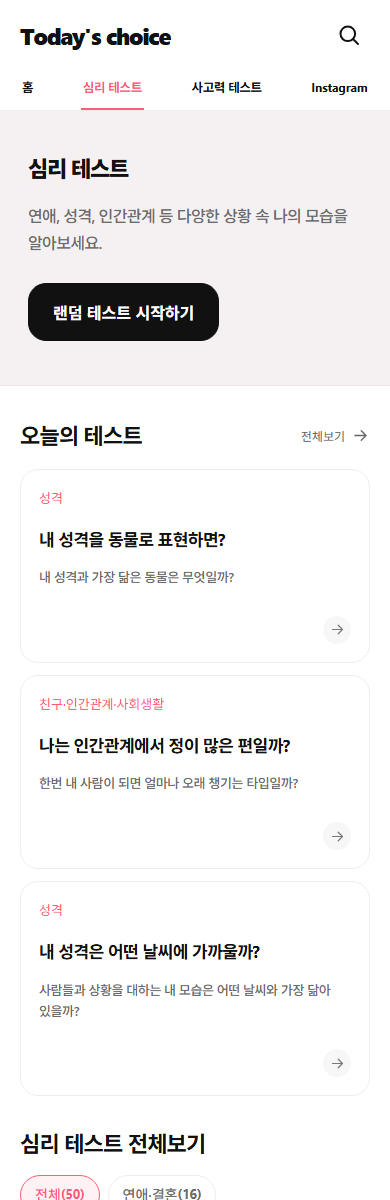 Today's choice
홈
심리 테스트
사고력 테스트
Instagram
심리 테스트
연애, 성격, 인간관계 등 다양한 상황 속 나의 모습을
알아보세요.
랜덤 테스트 시작하기
오늘의 테스트
전체보기
성격
내 성격을 동물로 표현하면?
내 성격과 가장 닮은 동물은 무엇일까?
친구·인간관계·사회생활
나는 인간관계에서 정이 많은 편일까?
한번 내 사람이 되면 얼마나 오래 챙기는 타입일까?
성격
내 성격은 어떤 날씨에 가까울까?
사람들과 상황을 대하는 내 모습은 어떤 날씨와 가장 닮아
있을까?
심리 테스트 전체보기
전체(50)
연애·결혼(16)